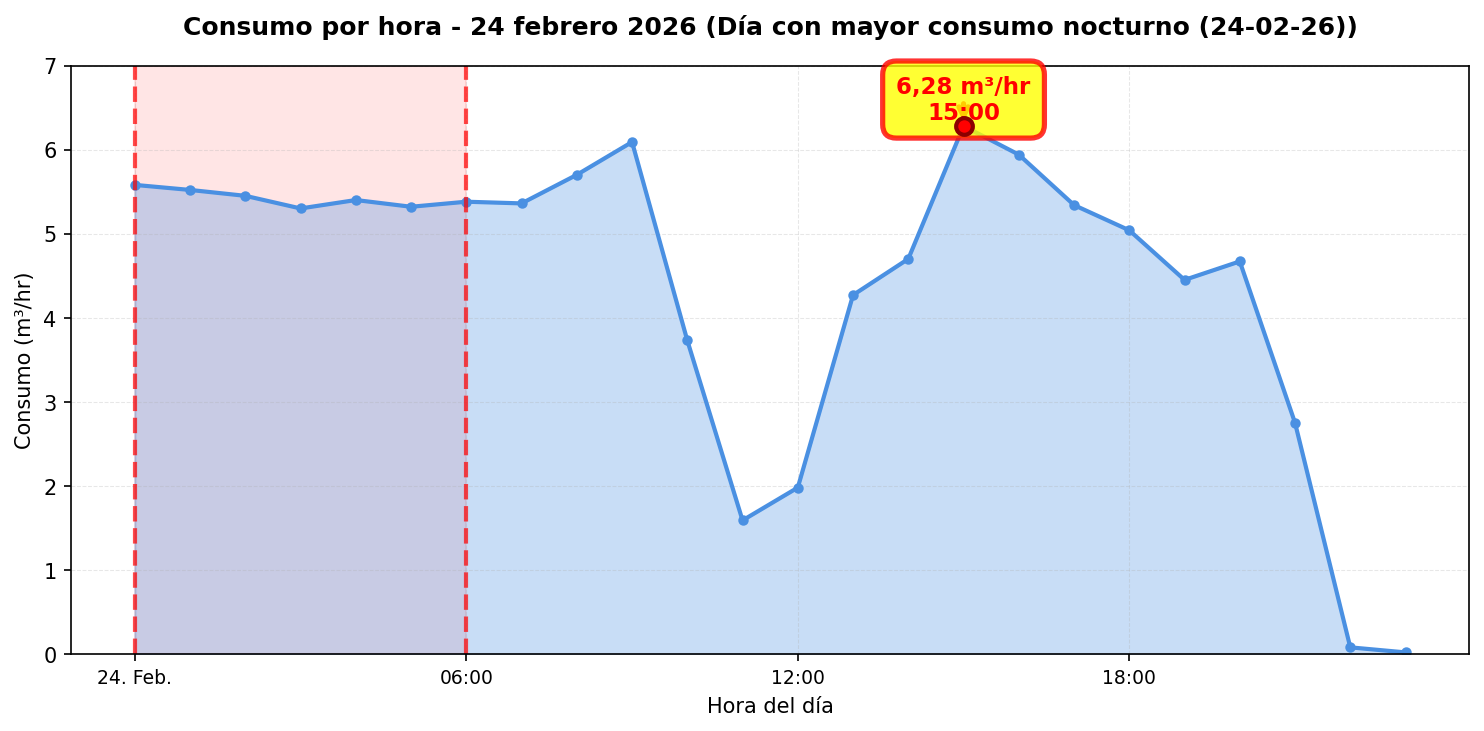 Consumo por hora - 24 febrero 2026 (Día con mayor consumo nocturno (24-02-26))
6,28 m³/hr
15:00
Consumo (m³/hr)
7
6
5
4
3
2
1
0
24. Feb.
06:00
12:00
18:00
Hora del día